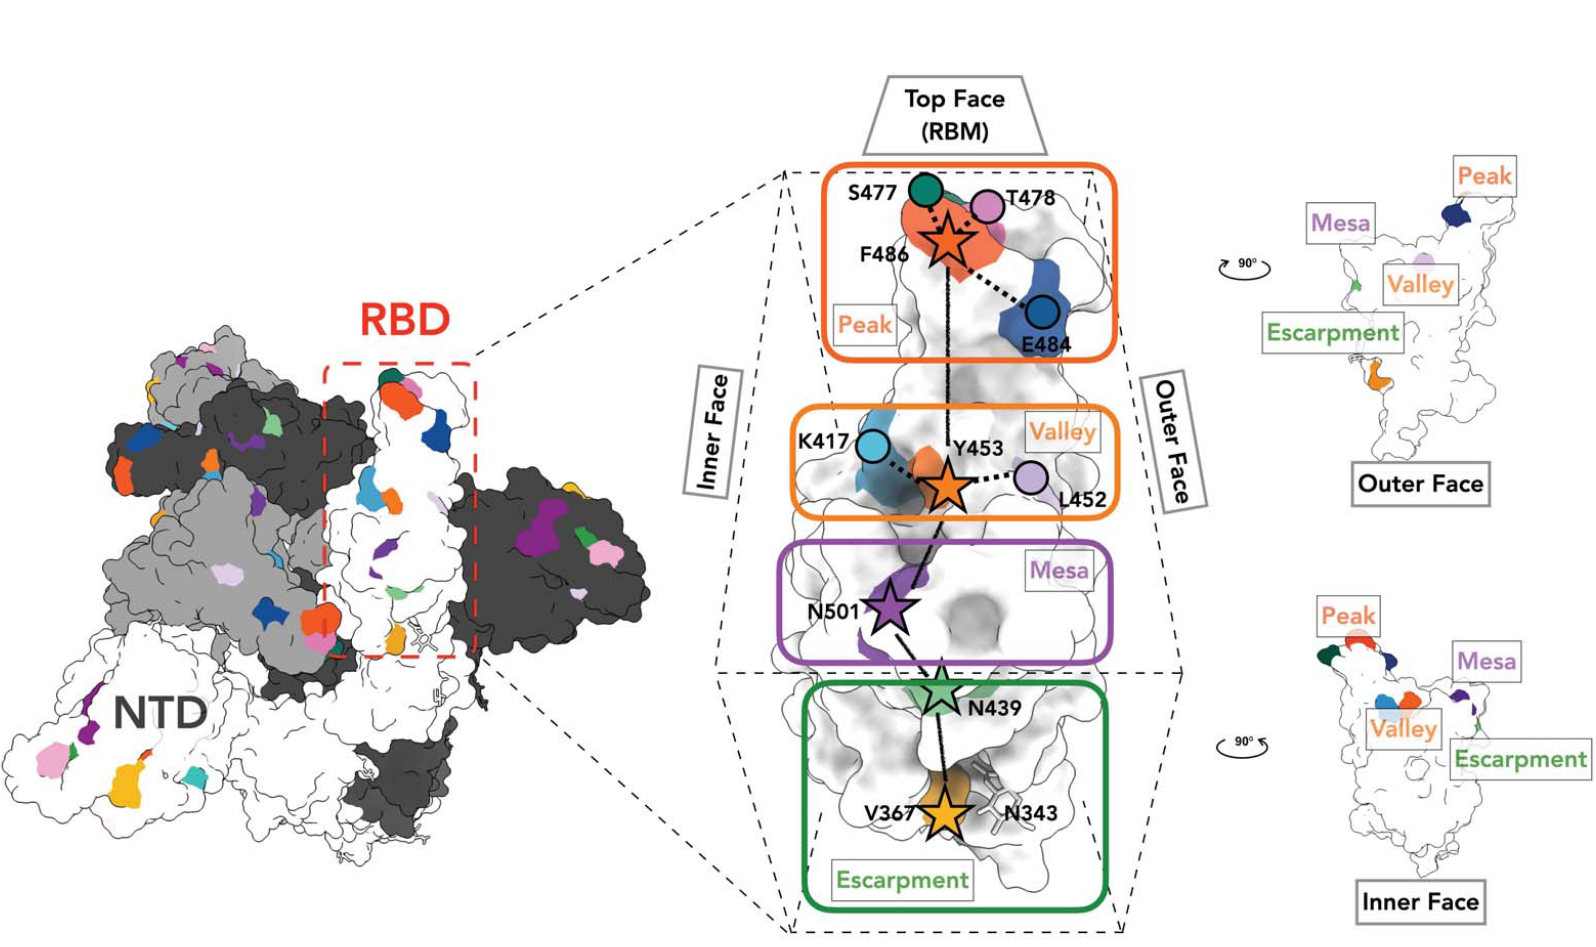 RBD
NTD
Top Face
(RBM)
S477
T478
F486
Peak
E484
Inner Face
Outer Face
K417
Y453
Valley
L452
Mesa
N501
N439
V367
N343
Escarpment
Peak
Mesa
90°
Valley
Escarpment
Outer Face
Peak
Mesa
90°
Valley
Escarpment
Inner Face